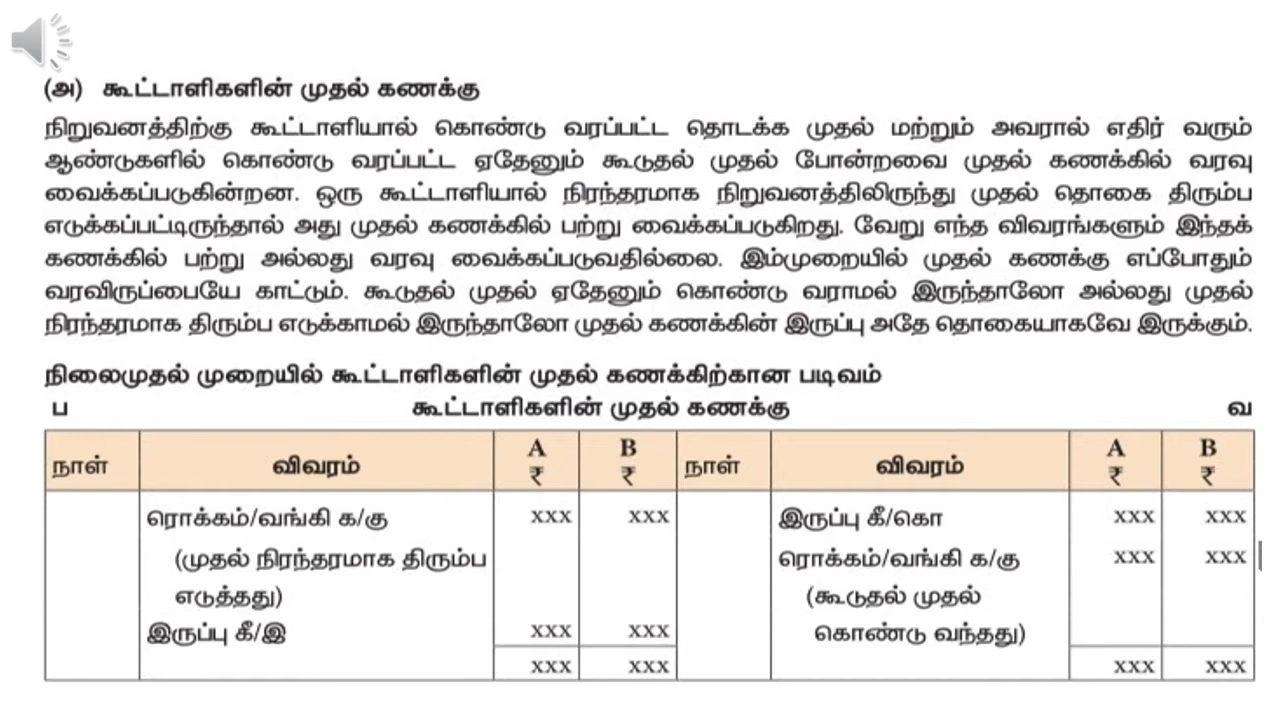 (அ) கூட்டாளிகளின் முதல் கணக்கு
நிறுவனத்திற்கு கூட்டாளியால் கொண்டு வரப்பட்ட தொடக்க முதல் மற்றும் அவரால் எதிர் வரும்
ஆண்டுகளில் கொண்டு வரப்பட்ட ஏதேனும் கூடுதல் முதல் போன்றவை முதல் கணக்கில் வரவு
வைக்கப்படுகின்றன. ஒரு கூட்டாளியால் நிரந்தரமாக நிறுவனத்திலிருந்து முதல் தொகை திரும்ப
எடுக்கப்பட்டிருந்தால் அது முதல் கணக்கில் பற்று வைக்கப்படுகிறது. வேறு எந்த விவரங்களும் இந்தக்
கணக்கில் பற்று அல்லது வரவு வைக்கப்படுவதில்லை. இம்முறையில் முதல் கணக்கு எப்போதும்
வரவிருப்பையே காட்டும். கூடுதல் முதல் ஏதேனும் கொண்டு வராமல் இருந்தாலோ அல்லது முதல்
நிரந்தரமாக திரும்ப எடுக்காமல் இருந்தாலோ முதல் கணக்கின் இருப்பு அதே தொகையாகவே இருக்கும்.
நிலைமுதல் முறையில் கூட்டாளிகளின் முதல் கணக்கிற்கான படிவம்
ப கூட்டாளிகளின் முதல் கணக்கு வ
நாள் விவரம் A ₹ B ₹ நாள் விவரம் A ₹ B ₹
ரொக்கம்/வங்கி க/கு xxx xxx இருப்பு கீ/கொ xxx xxx
(முதல் நிரந்தரமாக திரும்ப ரொக்கம்/வங்கி க/கு xxx xxx
எடுத்தது) (கூடுதல் முதல்
இருப்பு கீ/இ xxx xxx கொண்டு வந்தது)
xxx xxx xxx xxx